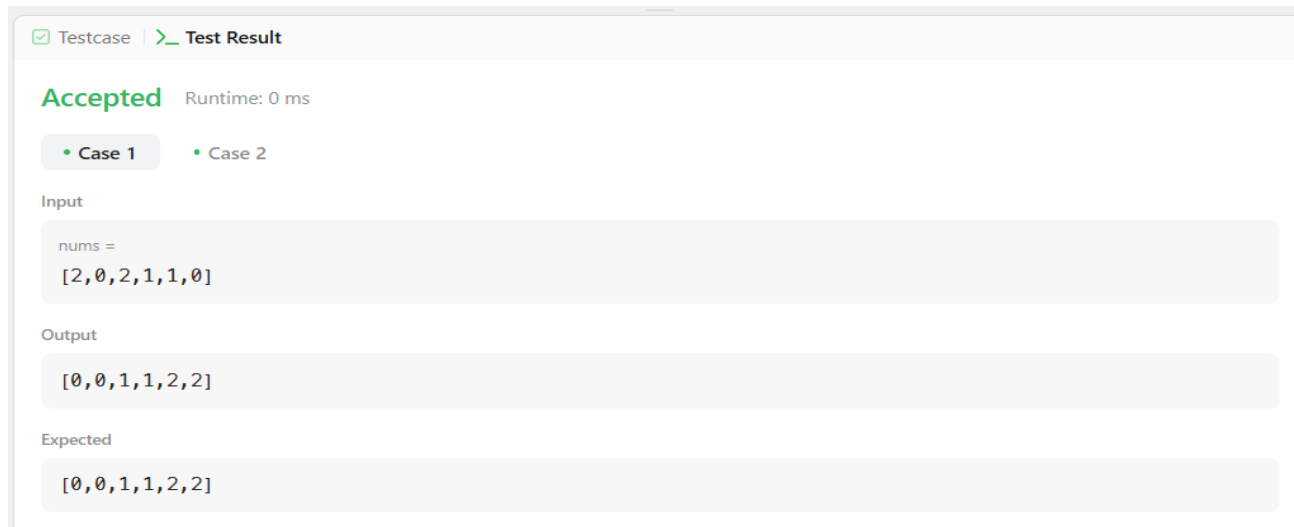 Testcase | >_ Test Result
Accepted Runtime: 0 ms
• Case 1 • Case 2
Input
nums =
[2,0,2,1,1,0]
Output
[0,0,1,1,2,2]
Expected
[0,0,1,1,2,2]